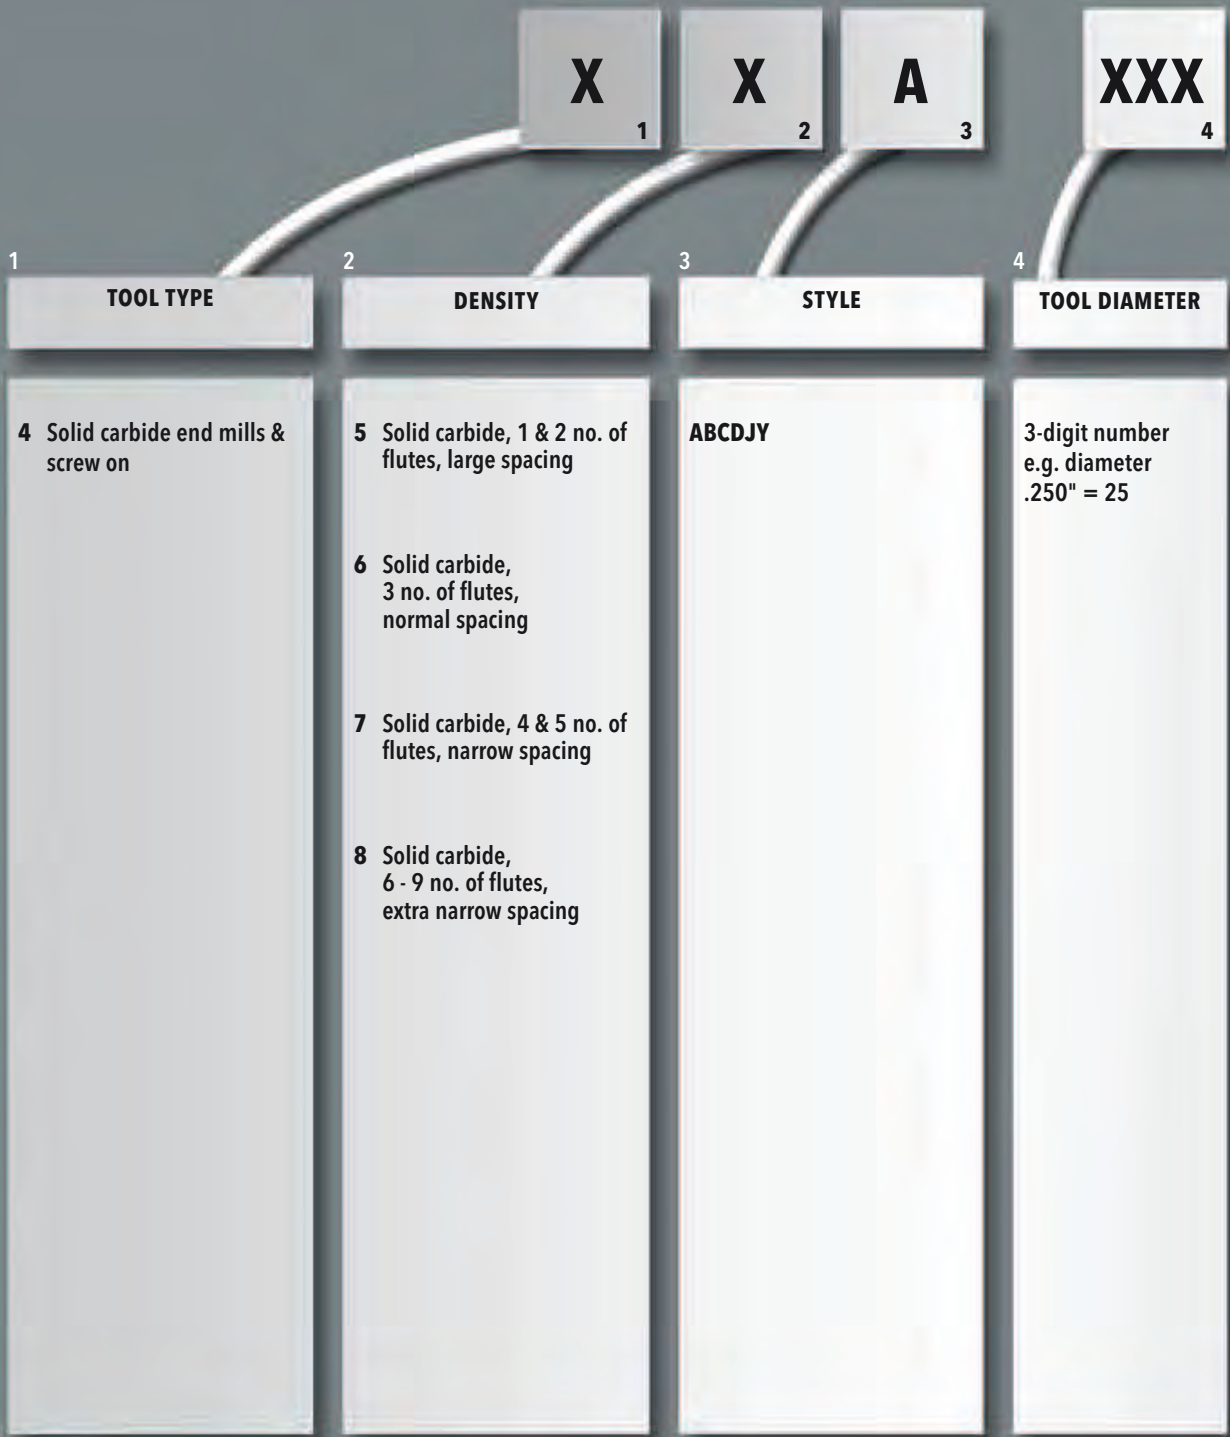 X
1
X
2
A
3
XXX
4
1
TOOL TYPE
2
DENSITY
3
STYLE
4
TOOL DIAMETER
4 Solid carbide end mills &
screw on
5 Solid carbide, 1 & 2 no. of
flutes, large spacing
6 Solid carbide,
3 no. of flutes,
normal spacing
7 Solid carbide, 4 & 5 no. of
flutes, narrow spacing
8 Solid carbide,
6 - 9 no. of flutes,
extra narrow spacing
ABCDJY
3-digit number
e.g. diameter
.250" = 25